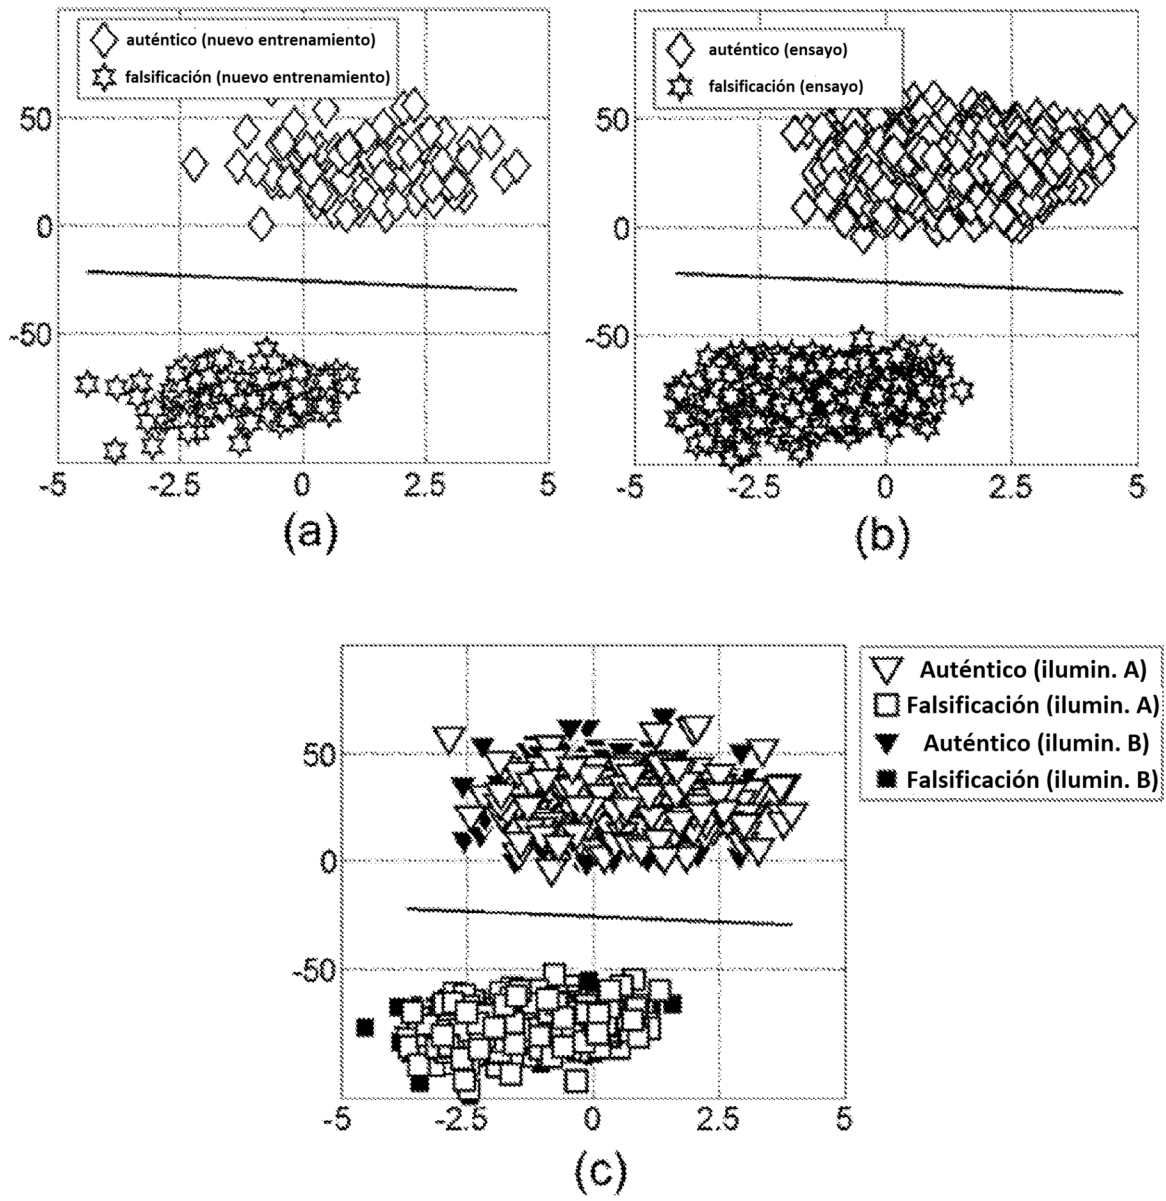 auténtico (nuevo entrenamiento)
falsificación (nuevo entrenamiento)
50
0
-50
-5 -2.5 0 2.5 5
(a)
auténtico (ensayo)
falsificación (ensayo)
50
0
-50
-5 -2.5 0 2.5 5
(b)
Auténtico (ilumin. A)
Falsificación (ilumin. A)
Auténtico (ilumin. B)
Falsificación (ilumin. B)
50
0
-50
-5 -2.5 0 2.5 5
(c)